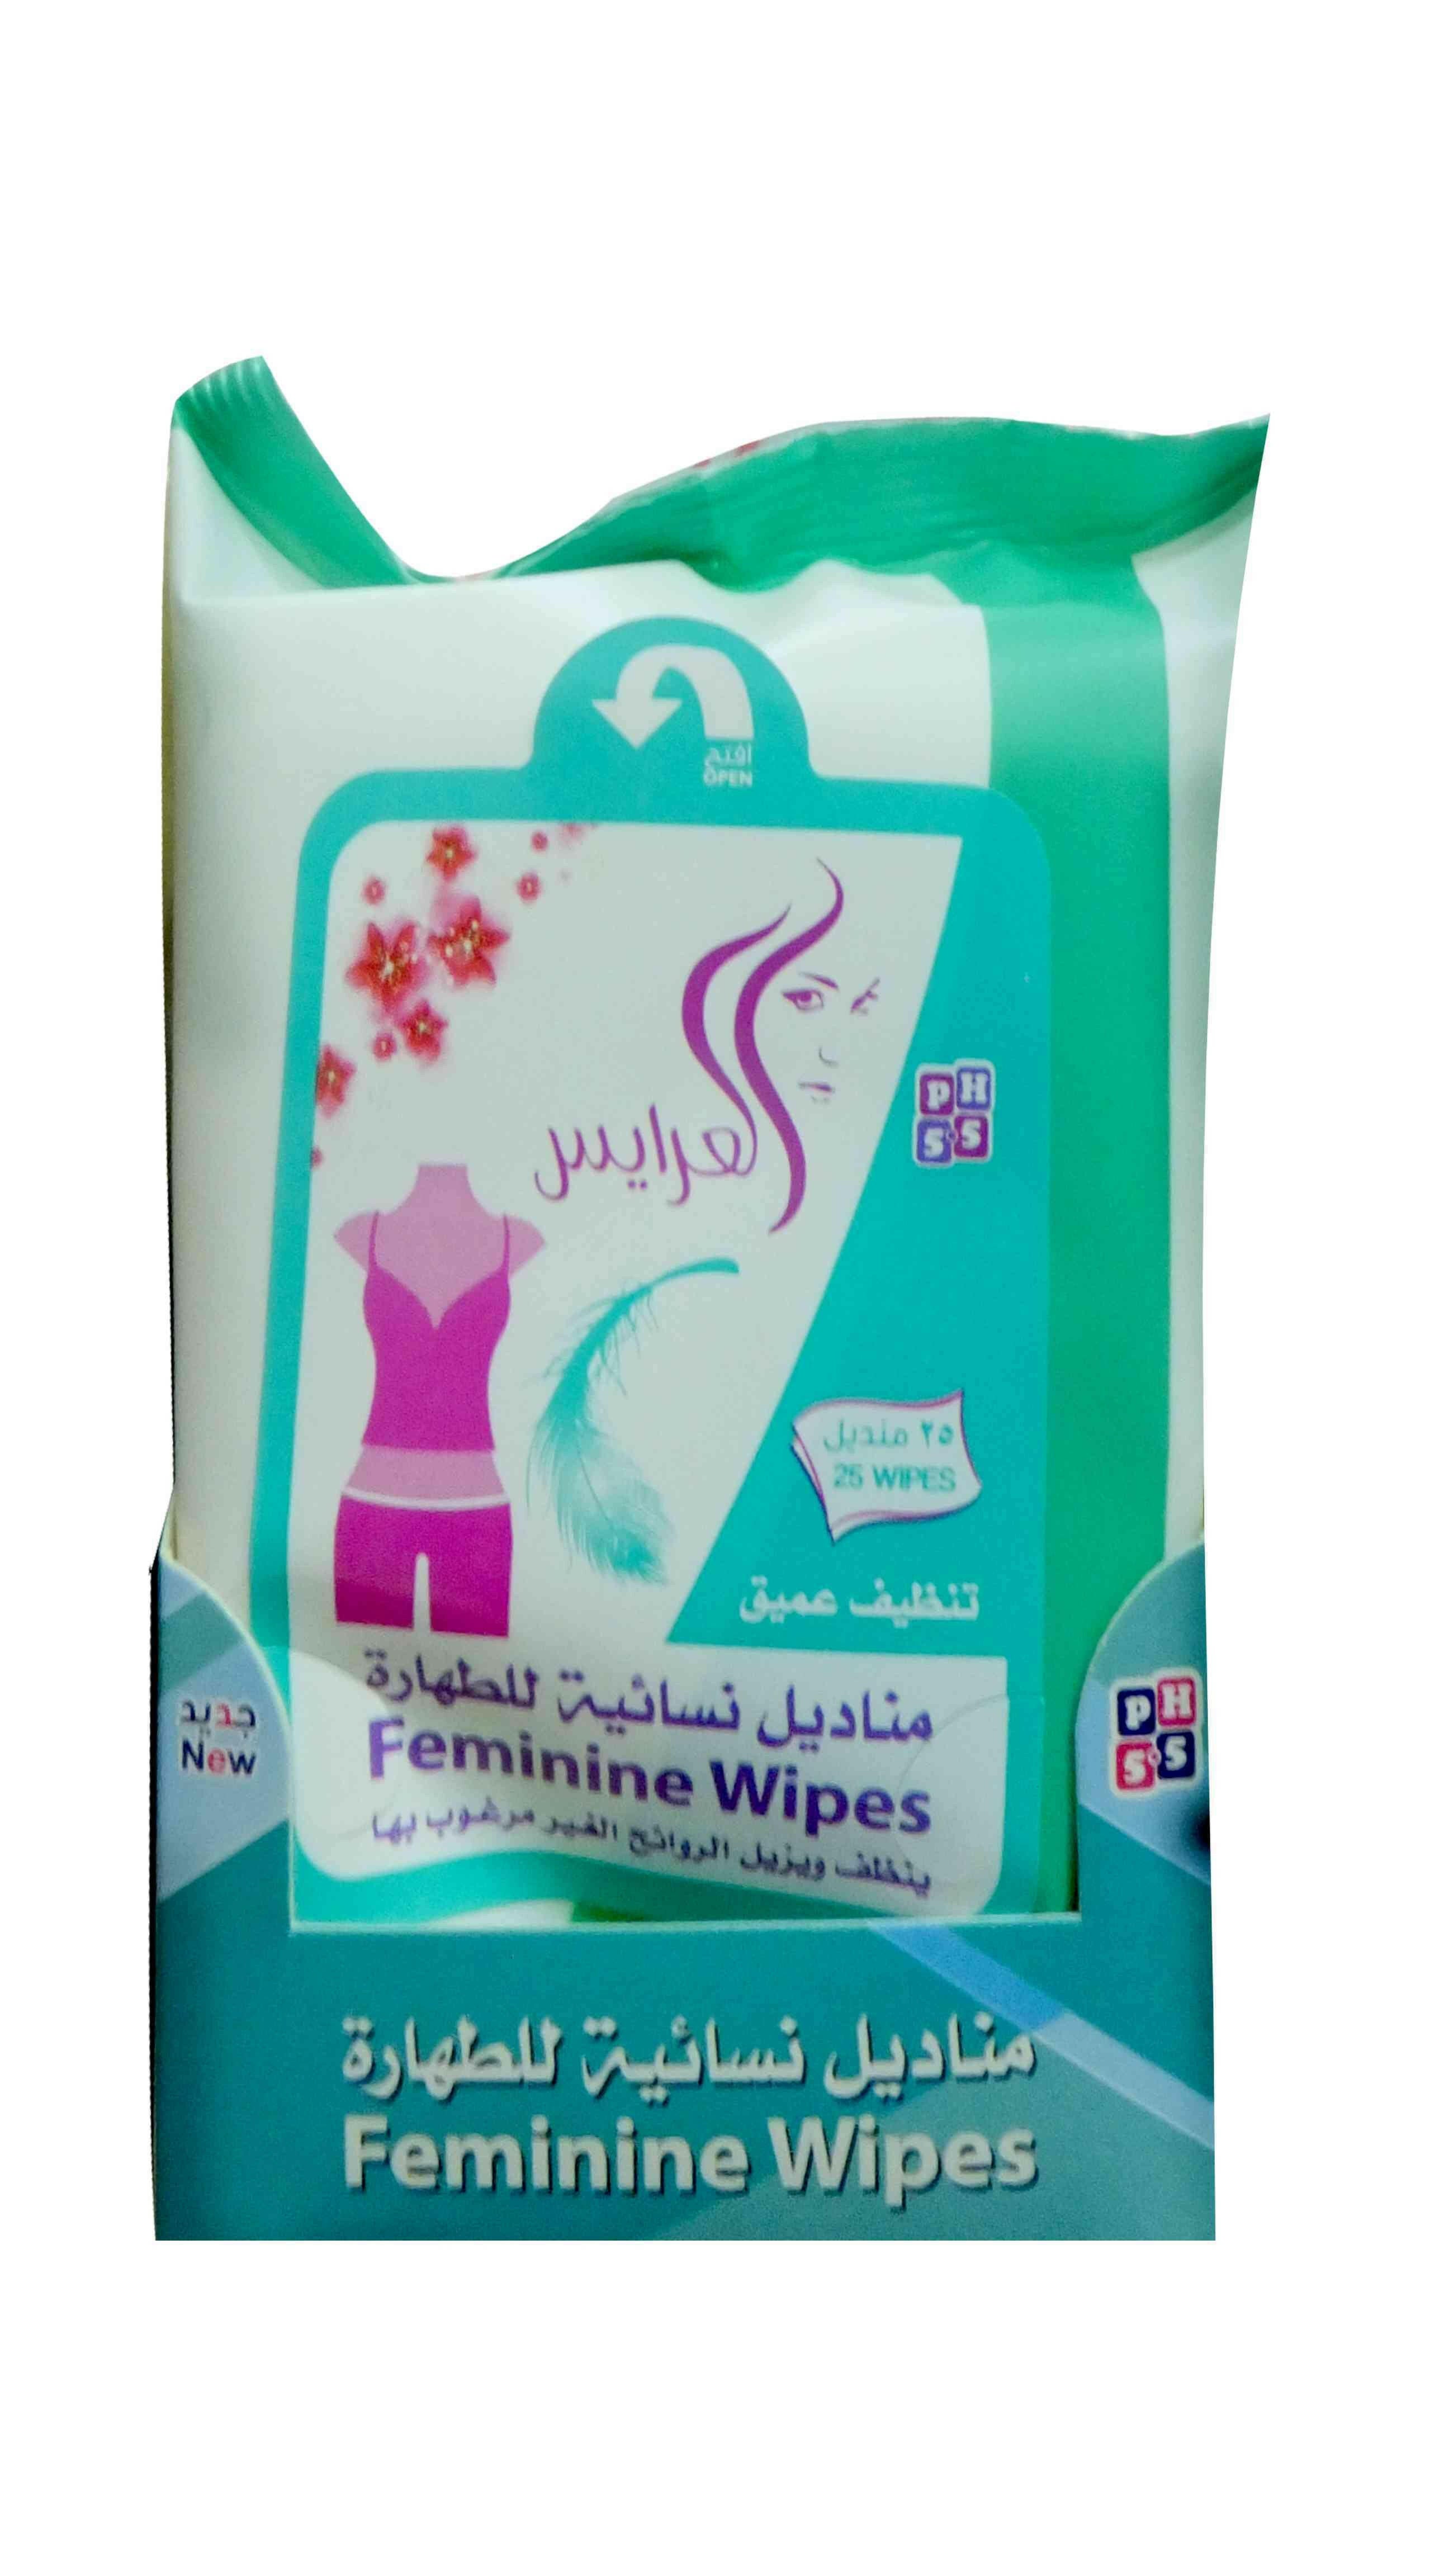 افتح
OPEN
العرايس
PH
5.5
٢٥ منديل
25 WIPES
تنظيف عميق
مناديل نسائية للطهارة
Feminine Wipes
ينظف ويزيل الروائح الغير مرغوب بها
جديد
New
PH
5.5
مناديل نسائية للطهارة
Feminine Wipes